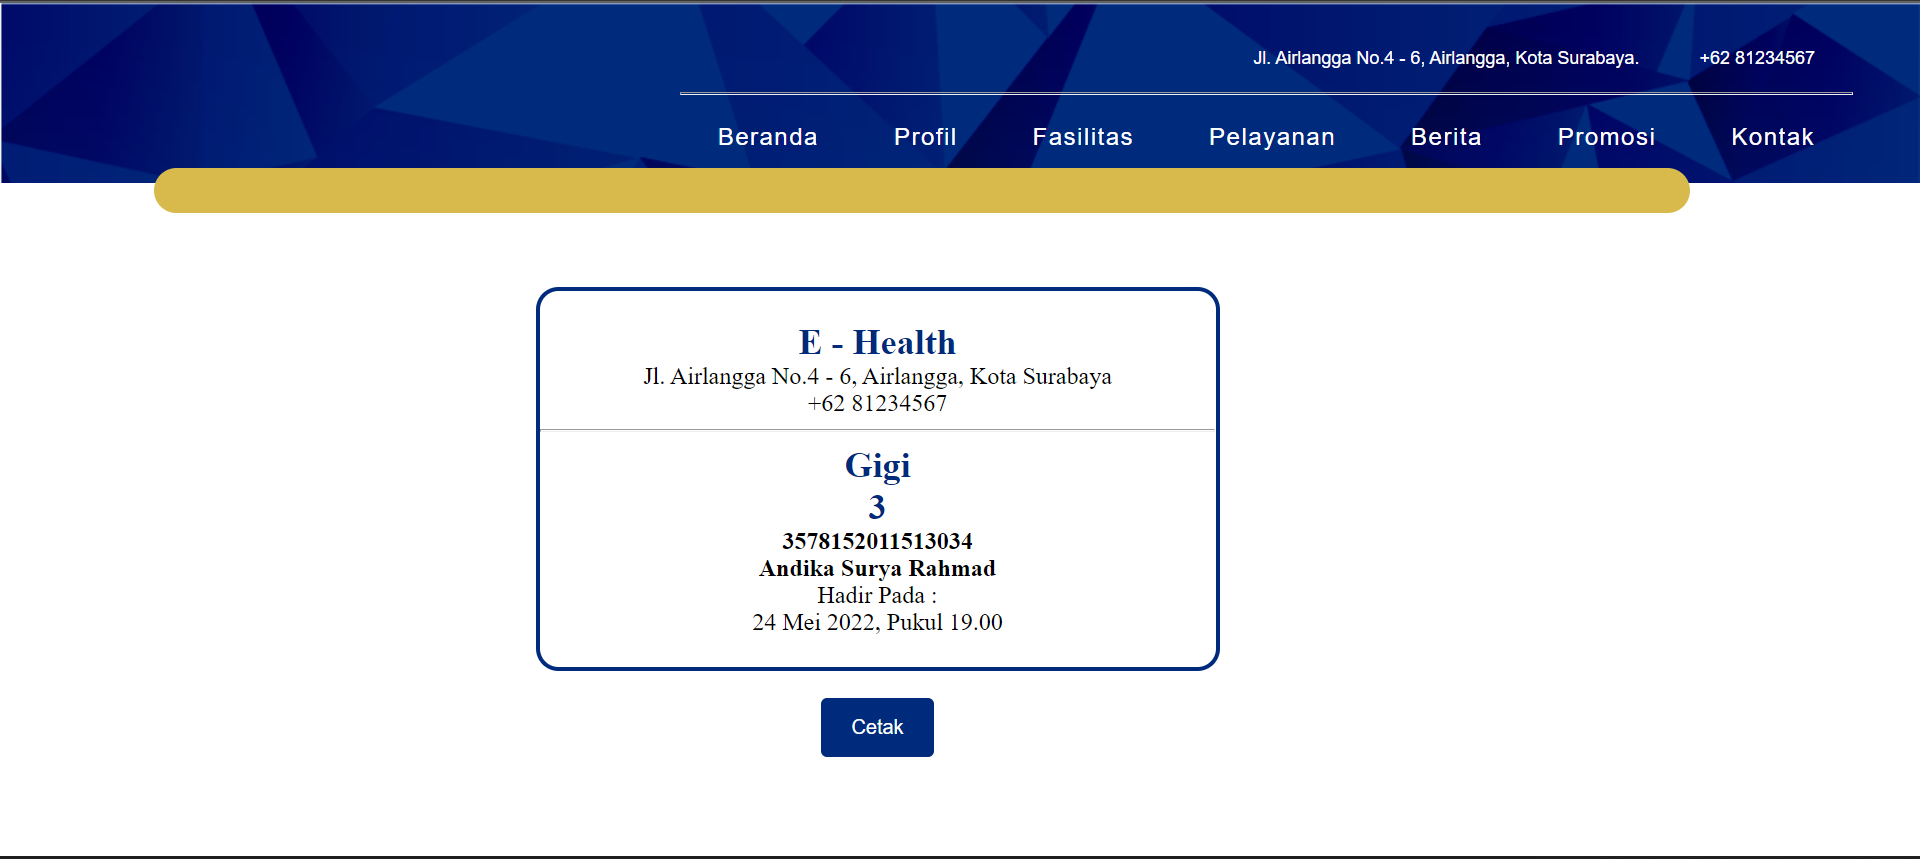 Jl. Airlangga No.4 - 6, Airlangga, Kota Surabaya. +62 81234567
Beranda Profil Fasilitas Pelayanan Berita Promosi Kontak
E - Health
Jl. Airlangga No.4 - 6, Airlangga, Kota Surabaya
+62 81234567
Gigi
3
3578152011513034
Andika Surya Rahmad
Hadir Pada :
24 Mei 2022, Pukul 19.00
Cetak